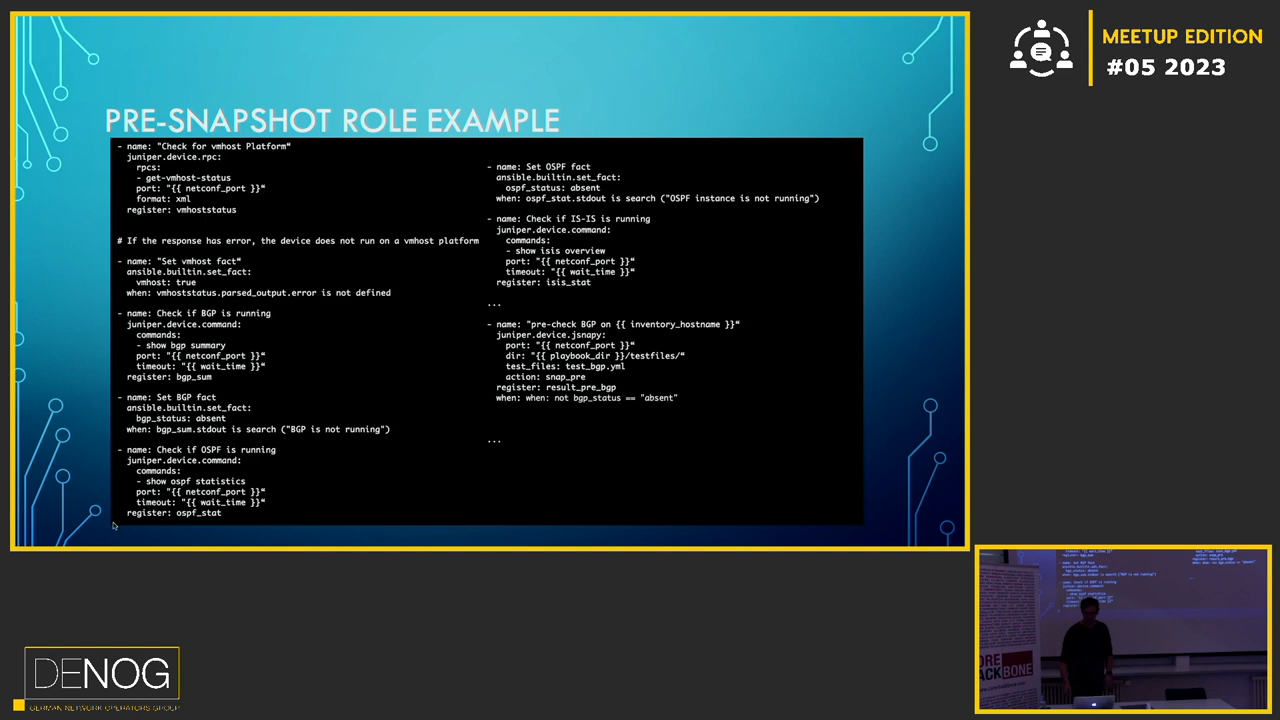 PRE-SNAPSHOT ROLE EXAMPLE
- name: "Check for vmhost Platform“
juniper.device.rpc:
rpcs:
- get-vmhost-status
port: "{{ netconf_port }}“
format: xml
register: vmhoststatus
# If the response has error, the device does not run on a vmhost platform
- name: "Set vmhost fact“
ansible.builtin.set_fact:
vmhost: true
when: vmhoststatus.parsed_output.error is not defined
- name: Check if BGP is running
juniper.device.command:
commands:
- show bgp summary
port: "{{ netconf_port }}“
timeout: "{{ wait_time }}“
register: bgp_sum
- name: Set BGP fact
ansible.builtin.set_fact:
bgp_status: absent
when: bgp_sum.stdout is search ("BGP is not running")
- name: Check if OSPF is running
juniper.device.command:
commands:
- show ospf statistics
port: "{{ netconf_port }}“
timeout: "{{ wait_time }}“
register: ospf_stat
- name: Set OSPF fact
ansible.builtin.set_fact:
ospf_status: absent
when: ospf_stat.stdout is search ("OSPF instance is not running")
- name: Check if IS-IS is running
juniper.device.command:
commands:
- show isis overview
port: "{{ netconf_port }}“
timeout: "{{ wait_time }}“
register: isis_stat
...
- name: "pre-check BGP on {{ inventory_hostname }}“
juniper.device.jsnapy:
port: "{{ netconf_port }}“
dir: "{{ playbook_dir }}/testfiles/“
test_files: test_bgp.yml
action: snap_pre
register: result_pre_bgp
when: when: not bgp_status == "absent"
...
MEETUP EDITION
#05 2023
DENOG
GERMAN NETWORK OPERATORS GROUP